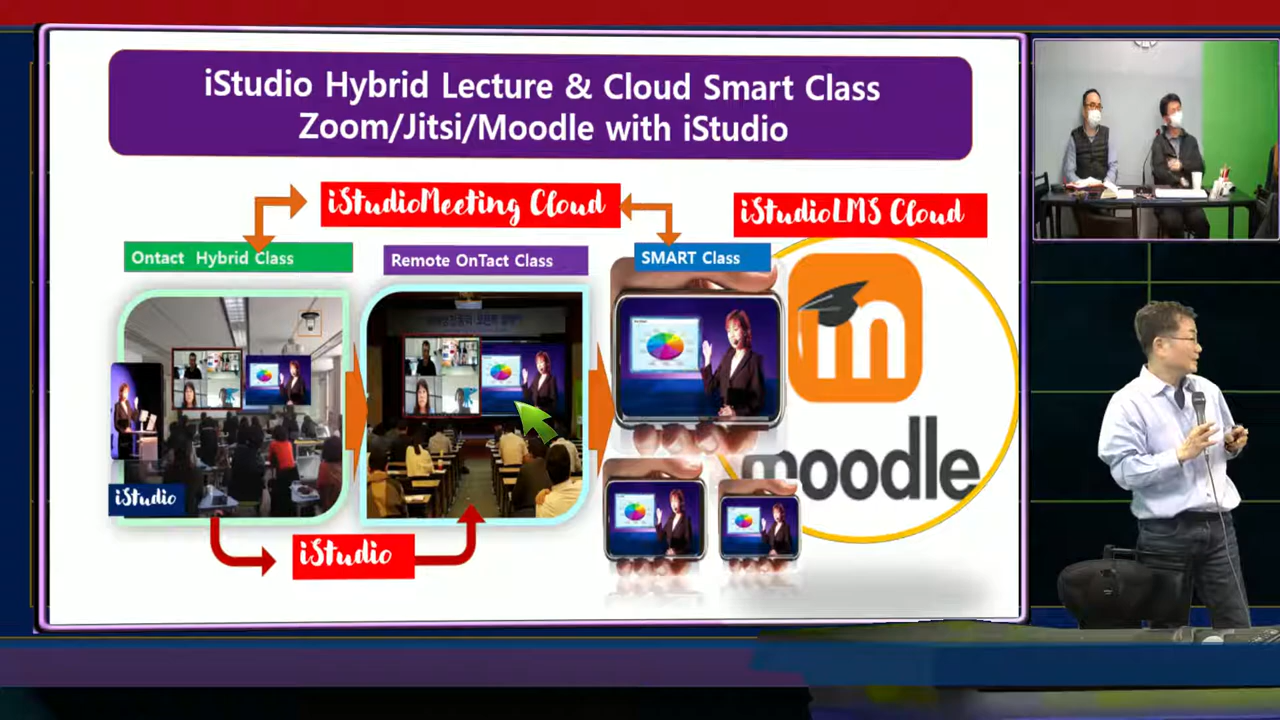 iStudio Hybrid Lecture & Cloud Smart Class
Zoom/Jitsi/Moodle with iStudio
iStudioMeeting Cloud
iStudioLMS Cloud
Ontact Hybrid Class
Remote OnTact Class
SMART Class
m
moodle
iStudio
iStudio